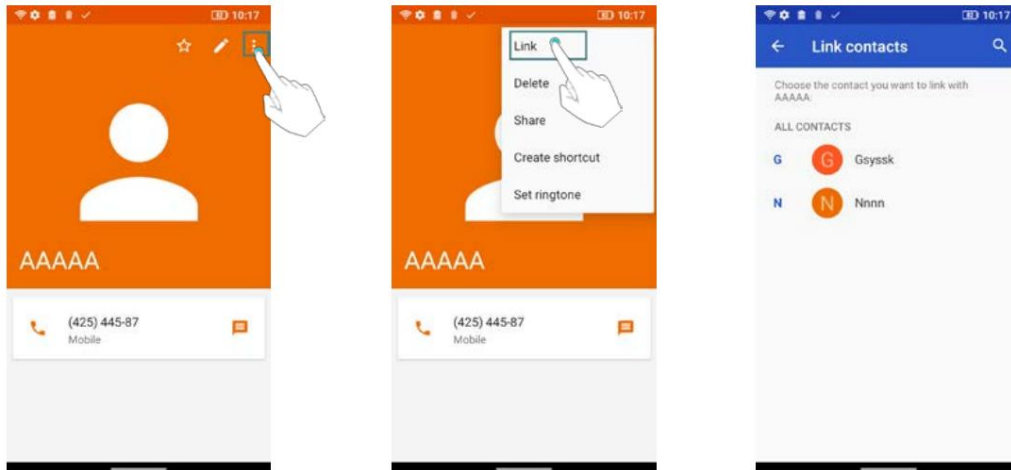 10:17
AAAAA
(425) 445-87
Mobile
10:17
Link
Delete
Share
Create shortcut
Set ringtone
AAAAA
(425) 445-87
Mobile
10:17
Link contacts
Choose the contact you want to link with
AAAAA.
ALL CONTACTS
G G Gsyssk
N N Nnnn